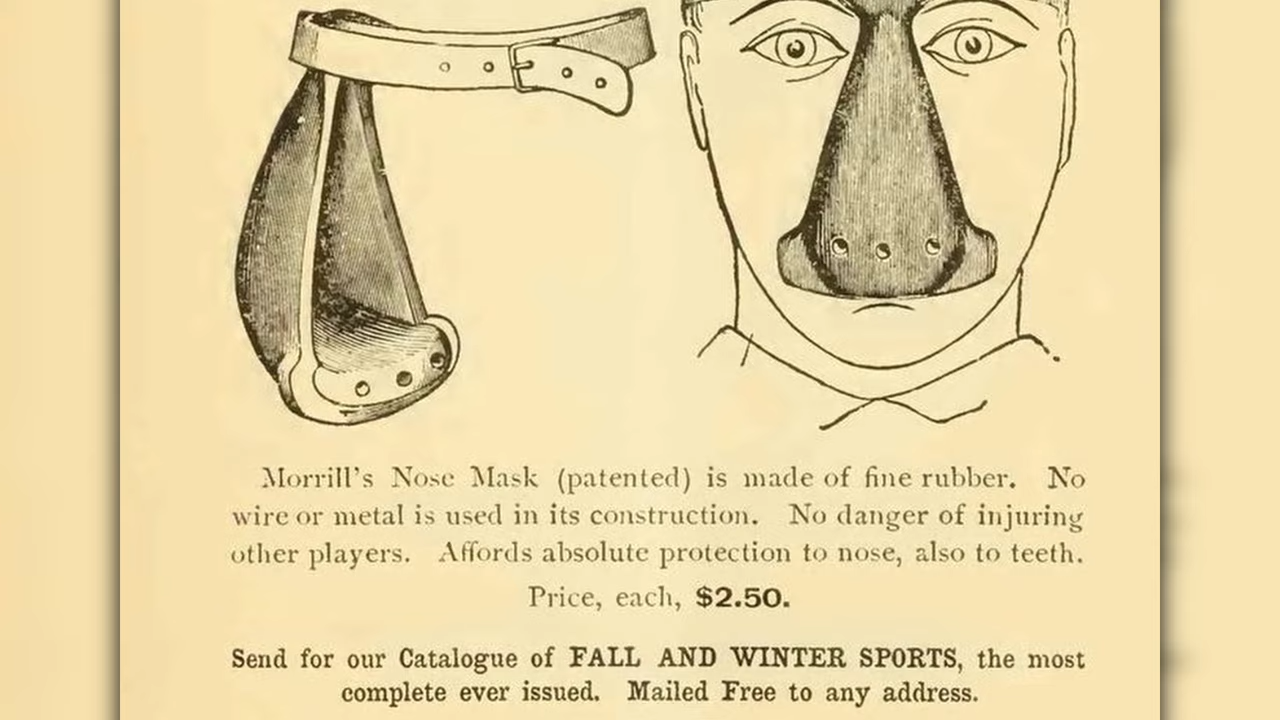 Morrill's Nose Mask (patented) is made of fine rubber. No
wire or metal is used in its construction. No danger of injuring
other players. Affords absolute protection to nose, also to teeth.
Price, each, $2.50.
Send for our Catalogue of FALL AND WINTER SPORTS, the most
complete ever issued. Mailed Free to any address.